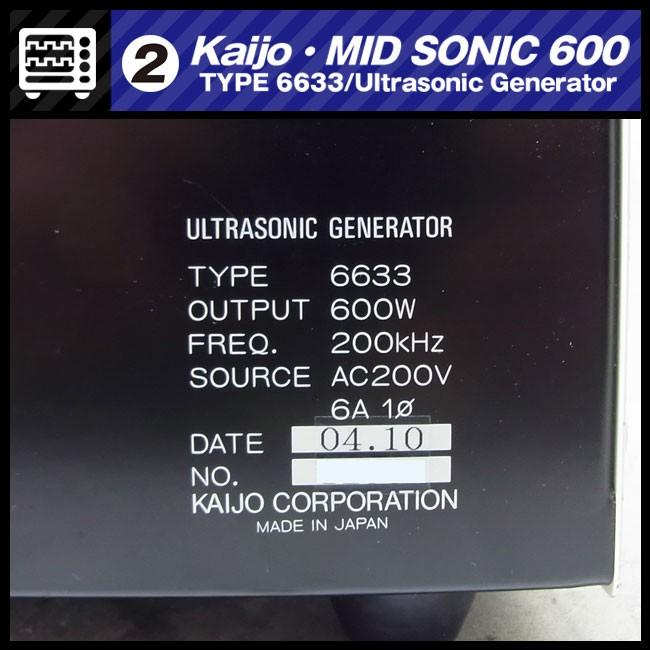 2 Kaijo・MID SONIC 600
TYPE 6633/Ultrasonic Generator
ULTRASONIC GENERATOR
TYPE 6633
OUTPUT 600W
FREQ. 200kHz
SOURCE AC200V
6A 1ø
DATE 04.10
NO.
KAIJO CORPORATION
MADE IN JAPAN